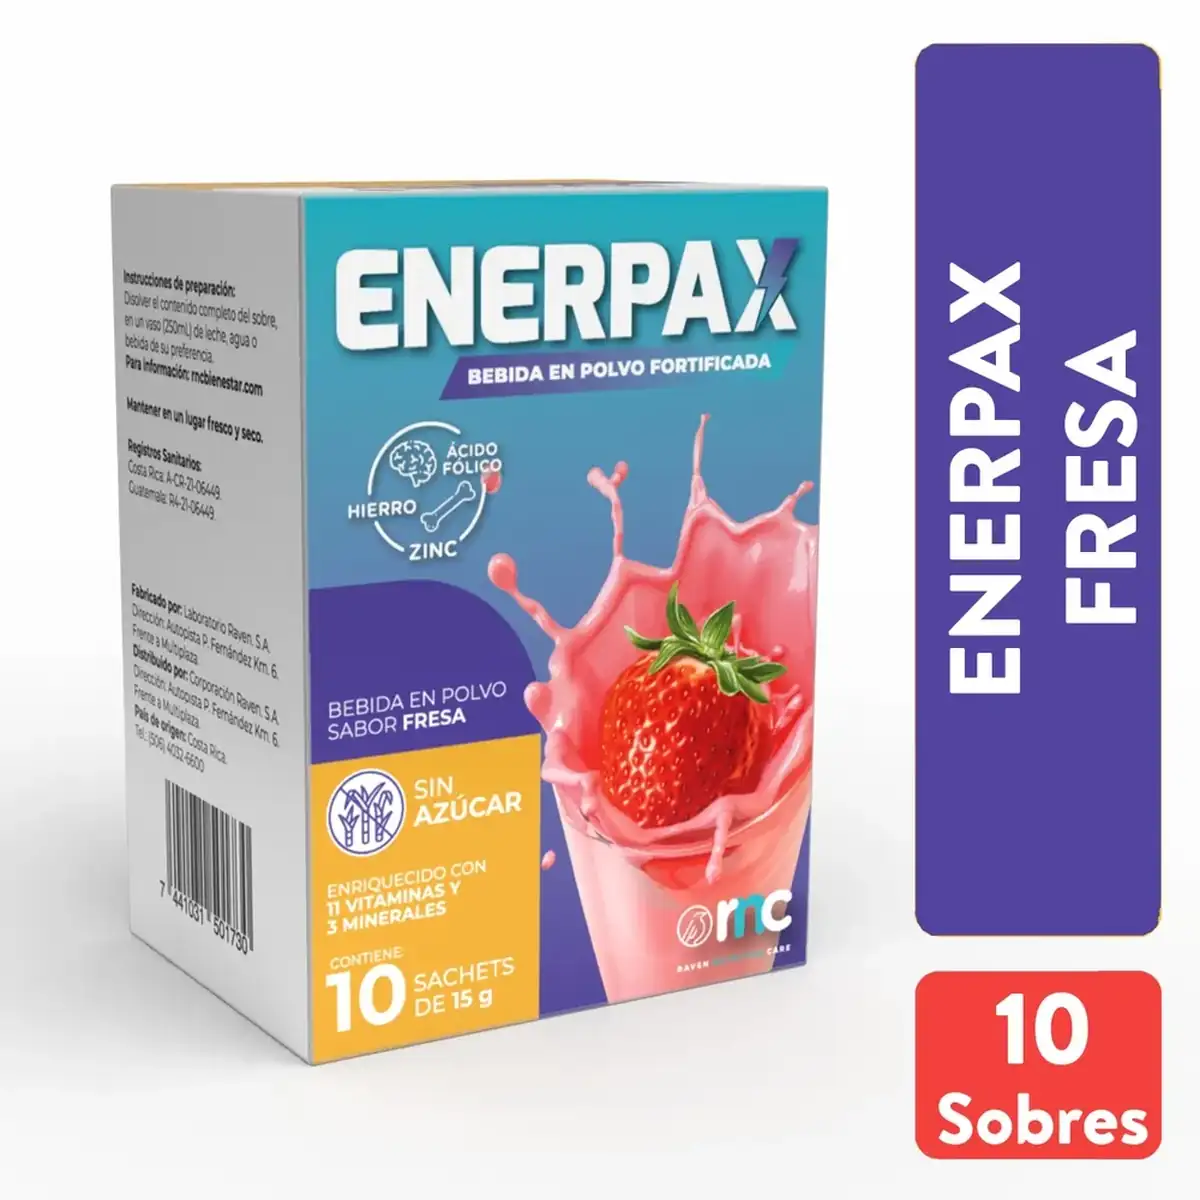 Instrucciones de preparación:
Disolver el contenido completo del sobre,
en un vaso (250mL) de leche, agua o
bebida de su preferencia.
Para información: rncbienestar.com
Mantener en un lugar fresco y seco.
Registros Sanitarios:
Costa Rica: A-CR-21-06449.
Guatemala: R4-21-06449.
Fabricado por: Laboratorio Raven, S.A.
Dirección: Autopista P. Fernández Km. 6.
Frente a Multiplaza.
Distribuido por: Corporación Raven, S.A.
Dirección: Autopista P. Fernández Km. 6.
Frente a Multiplaza.
País de origen: Costa Rica.
Tel.: (506) 4032-6600
7 441031 501730
ENERPAX
BEBIDA EN POLVO FORTIFICADA
ÁCIDO
FÓLICO
HIERRO
ZINC
BEBIDA EN POLVO
SABOR FRESA
SIN
AZÚCAR
ENRIQUECIDO CON
11 VITAMINAS Y
3 MINERALES
CONTIENE:
10 SACHETS
DE 15 g
rnc
RAVEN
CARE
ENERPAX
FRESA
10
Sobres